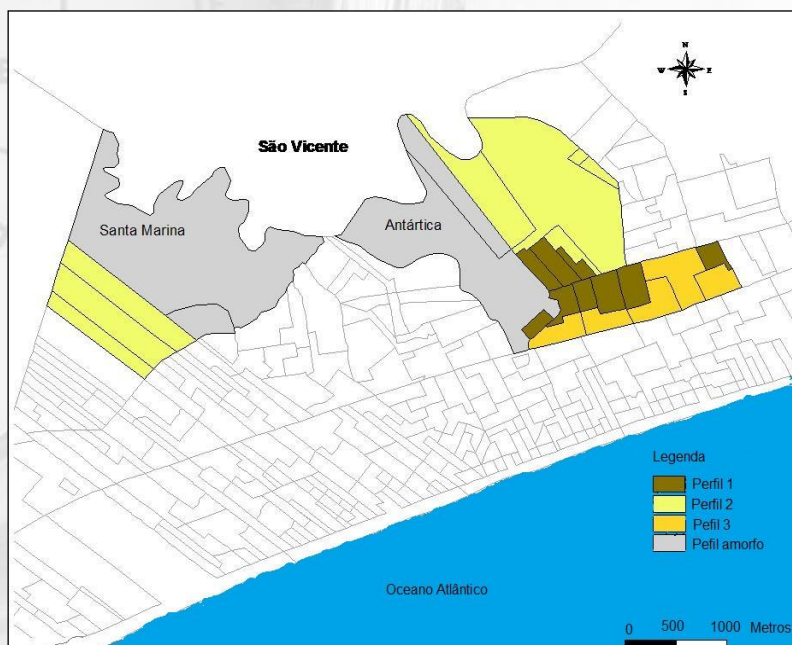 N
W E
S
São Vicente
Santa Marina
Antártica
Legenda
Perfil 1
Perfil 2
Pefil 3
Pefil amorfo
Oceano Atlântico
0 500 1000 Metros